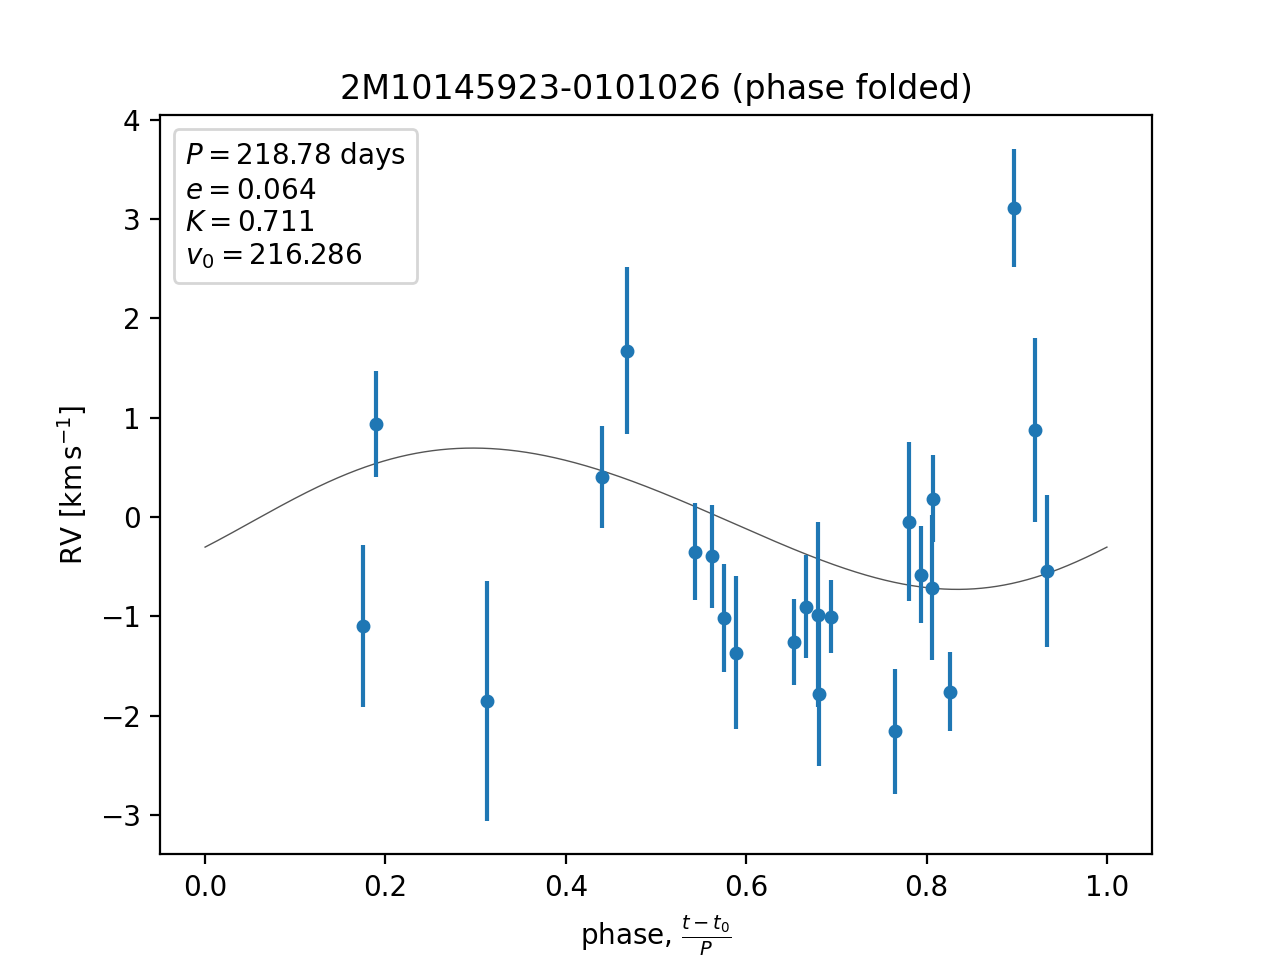 2M10145923-0101026 (phase folded)
P = 218.78 days
e = 0.064
K = 0.711
v₀ = 216.286
4
3
2
1
0
−1
−2
−3
RV [km s⁻¹]
0.0 0.2 0.4 0.6 0.8 1.0
phase, (t − t₀)/P